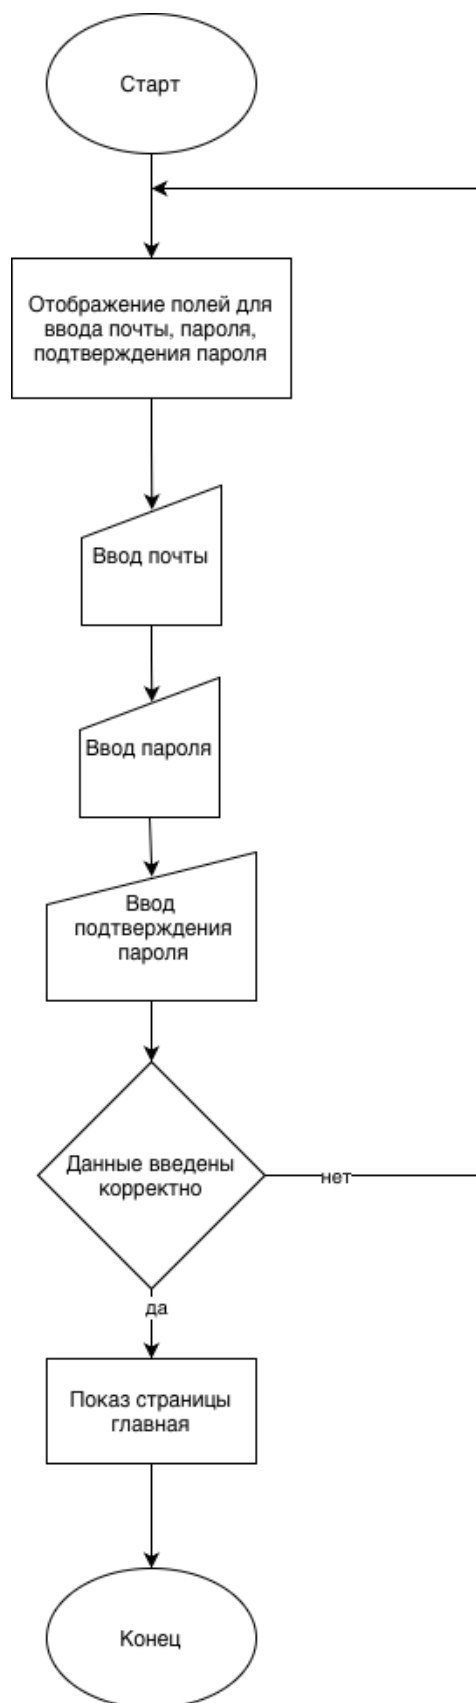 Старт
Отображение полей для
ввода почты, пароля,
подтверждения пароля
Ввод почты
Ввод пароля
Ввод
подтверждения
пароля
Данные введены
корректно
нет
да
Показ страницы
главная
Конец